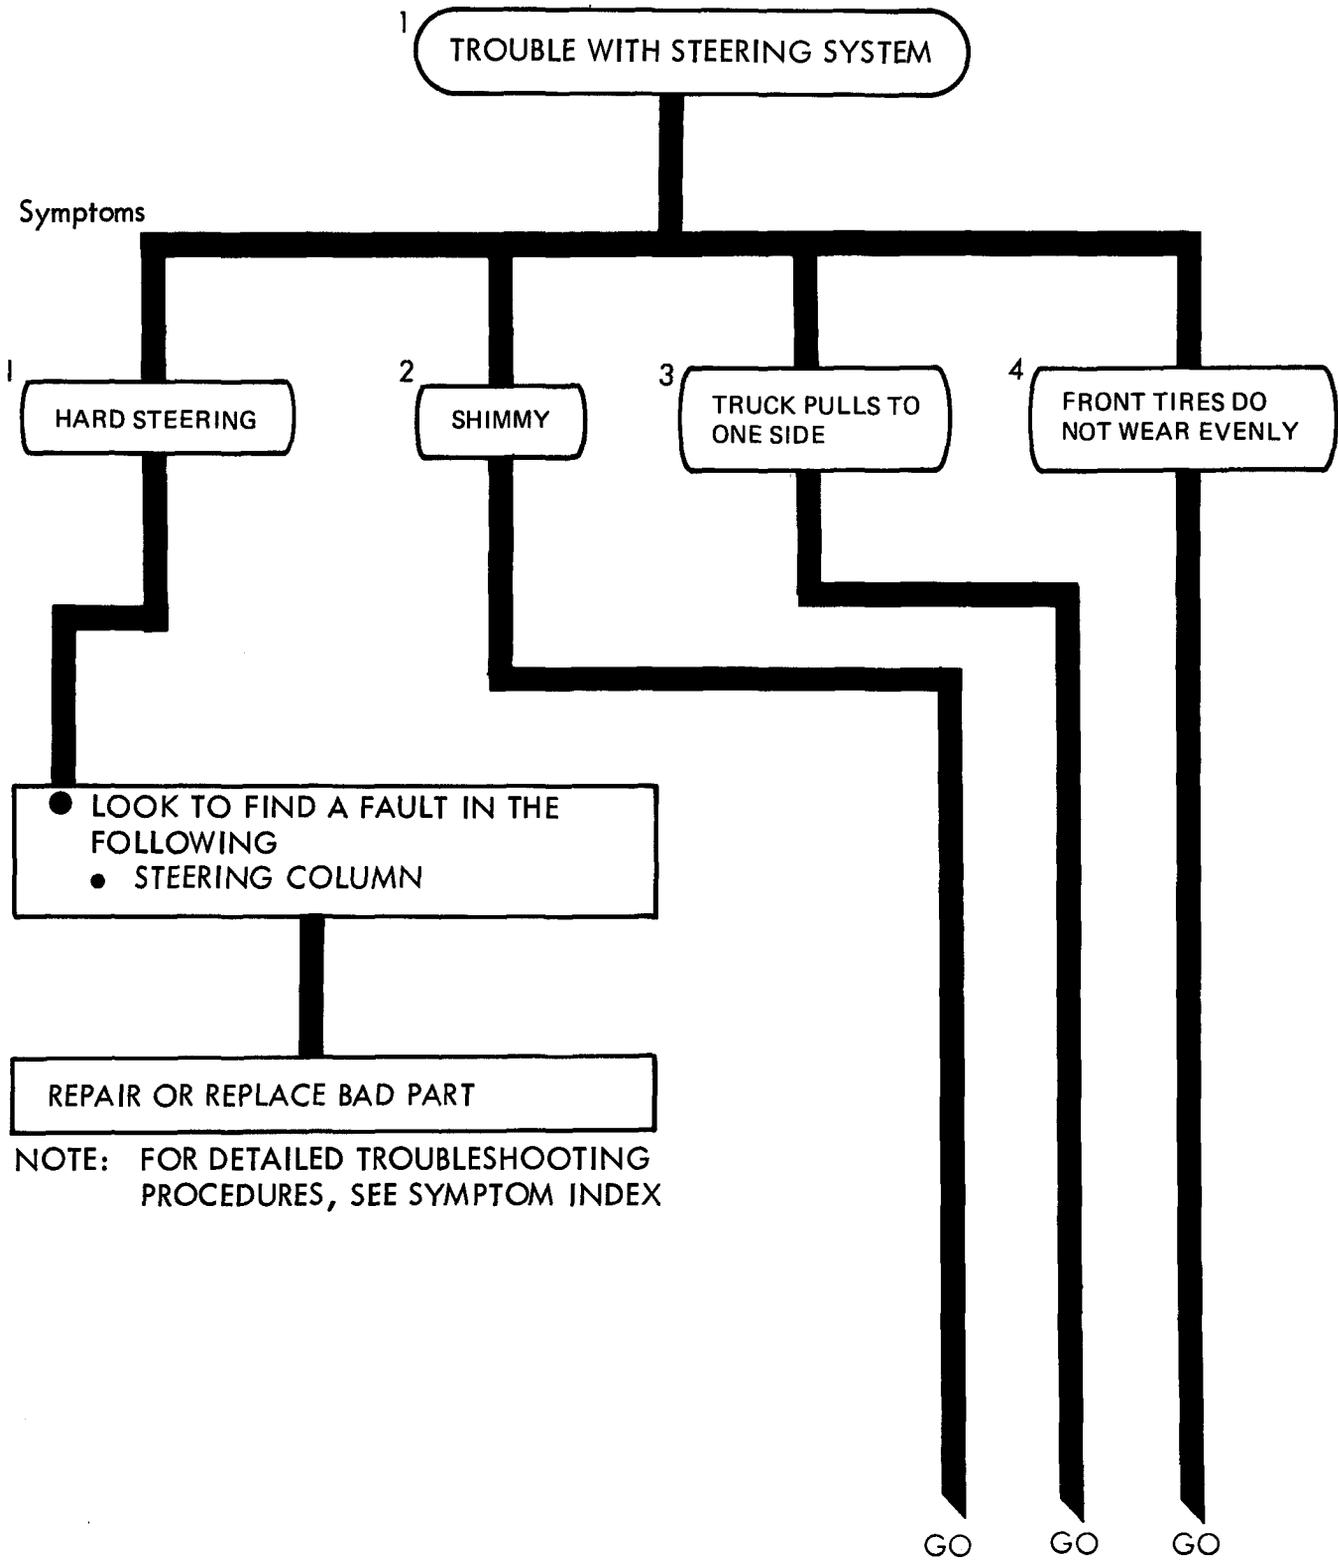 1
TROUBLE WITH STEERING SYSTEM
Symptoms
1
HARD STEERING
2
SHIMMY
3
TRUCK PULLS TO
ONE SIDE
4
FRONT TIRES DO
NOT WEAR EVENLY
● LOOK TO FIND A FAULT IN THE
FOLLOWING
● STEERING COLUMN
REPAIR OR REPLACE BAD PART
NOTE: FOR DETAILED TROUBLESHOOTING
PROCEDURES, SEE SYMPTOM INDEX
GO
GO
GO